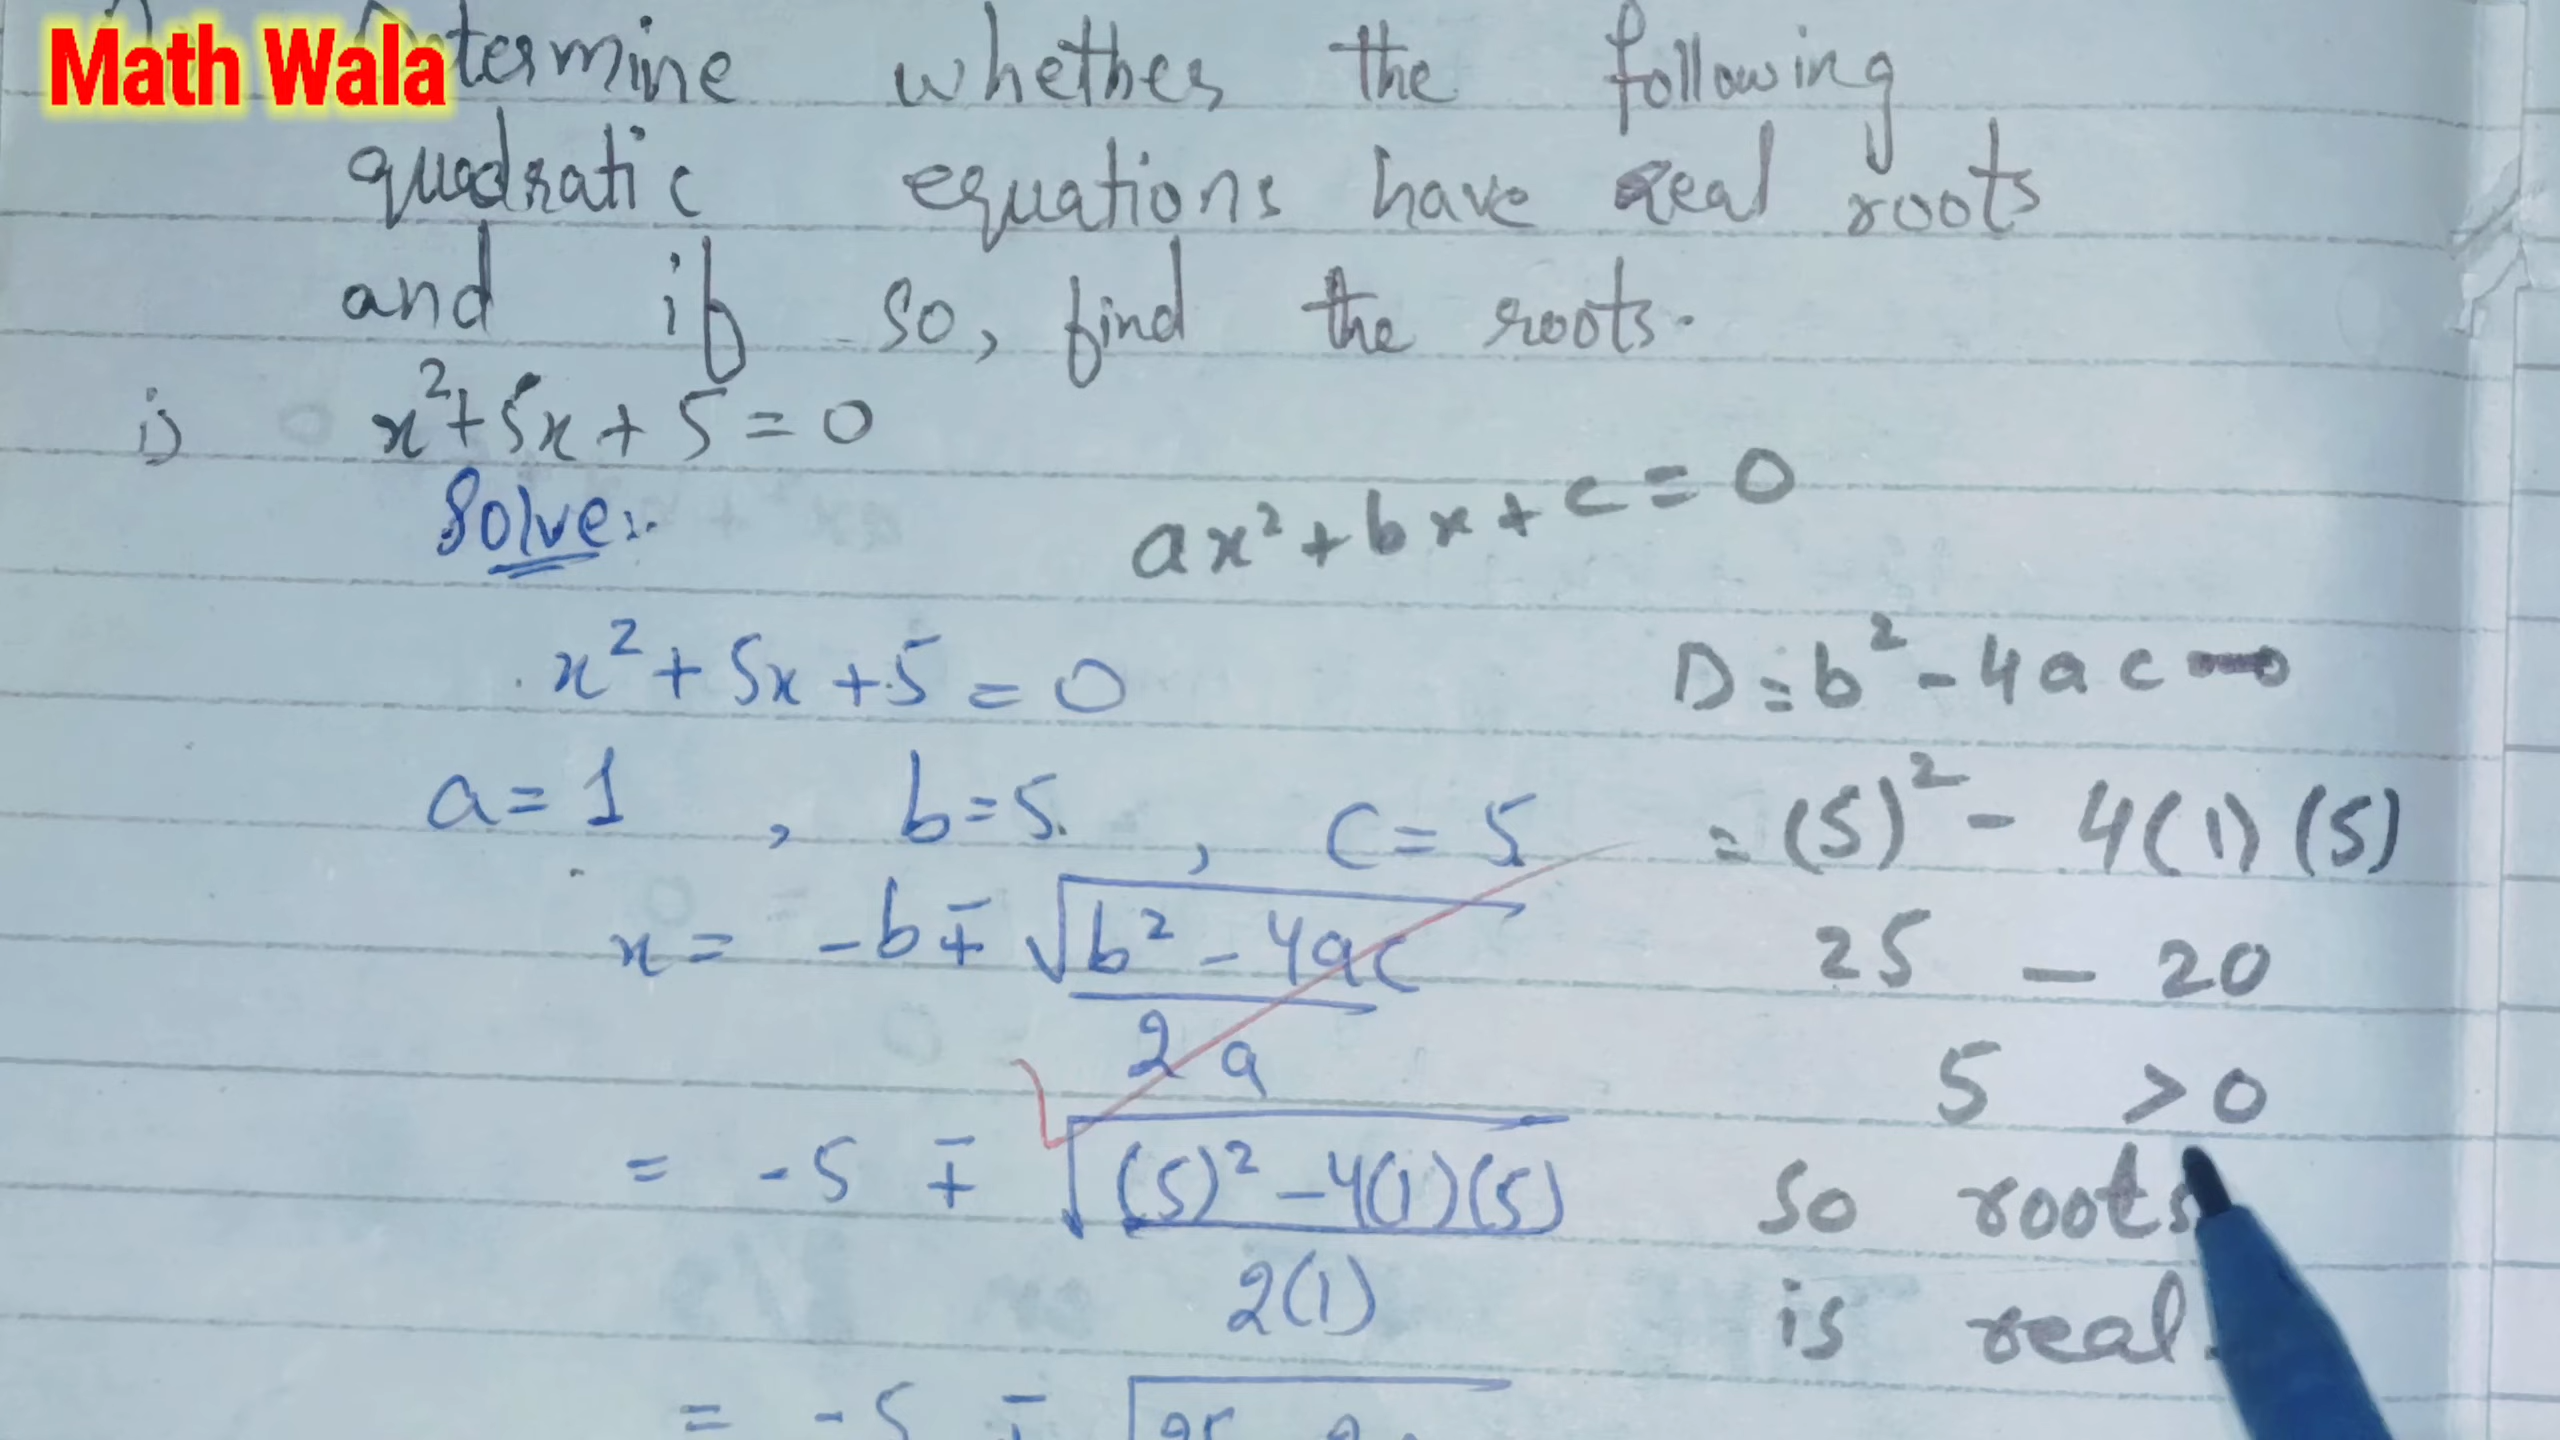 Math Wala
termine whether the following
quadratic equations have real roots
and if so, find the roots.
i) x²+5x+5=0
Solve:-
ax²+bx+c=0
x²+5x+5=0
a=1 , b=5 , c=5
x= -b∓√b²-4ac
2a
= -5 ∓ √(5)²-4(1)(5)
2(1)
= -5 ∓
D=b²-4ac
=(5)²-4(1)(5)
25 - 20
5 >0
so roots
is real.